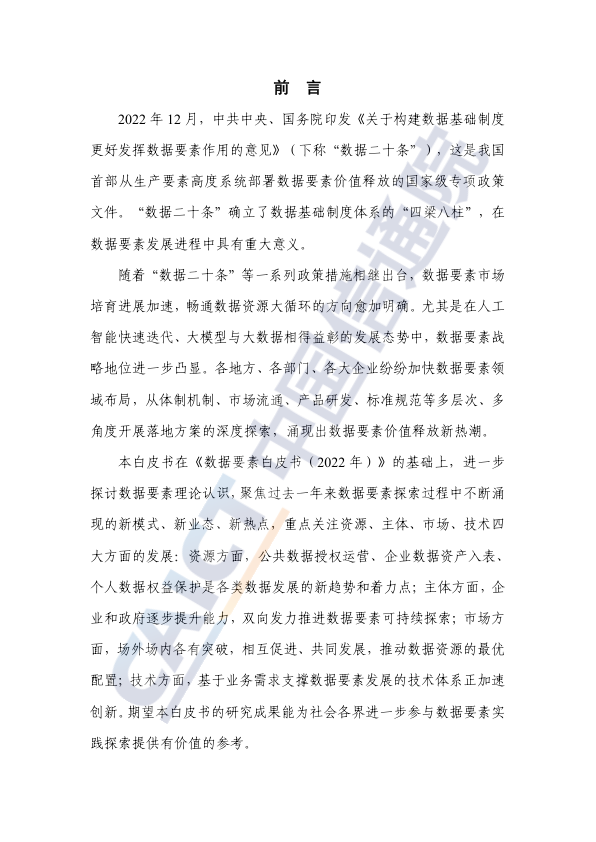 前 言
2022 年 12 月，中共中央、国务院印发《关于构建数据基础制度
更好发挥数据要素作用的意见》（下称“数据二十条”），这是我国
首部从生产要素高度系统部署数据要素价值释放的国家级专项政策
文件。“数据二十条”确立了数据基础制度体系的“四梁八柱”，在
数据要素发展进程中具有重大意义。
随着“数据二十条”等一系列政策措施相继出台，数据要素市场
培育进展加速，畅通数据资源大循环的方向愈加明确。尤其是在人工
智能快速迭代、大模型与大数据相得益彰的发展态势中，数据要素战
略地位进一步凸显。各地方、各部门、各大企业纷纷加快数据要素领
域布局，从体制机制、市场流通、产品研发、标准规范等多层次、多
角度开展落地方案的深度探索，涌现出数据要素价值释放新热潮。
本白皮书在《数据要素白皮书（2022 年）》的基础上，进一步
探讨数据要素理论认识，聚焦过去一年来数据要素探索过程中不断涌
现的新模式、新业态、新热点，重点关注资源、主体、市场、技术四
大方面的发展：资源方面，公共数据授权运营、企业数据资产入表、
个人数据权益保护是各类数据发展的新趋势和着力点；主体方面，企
业和政府逐步提升能力，双向发力推进数据要素可持续探索；市场方
面，场外场内各有突破，相互促进、共同发展，推动数据资源的最优
配置；技术方面，基于业务需求支撑数据要素发展的技术体系正加速
创新。期望本白皮书的研究成果能为社会各界进一步参与数据要素实
践探索提供有价值的参考。
CAICT 中国信通院